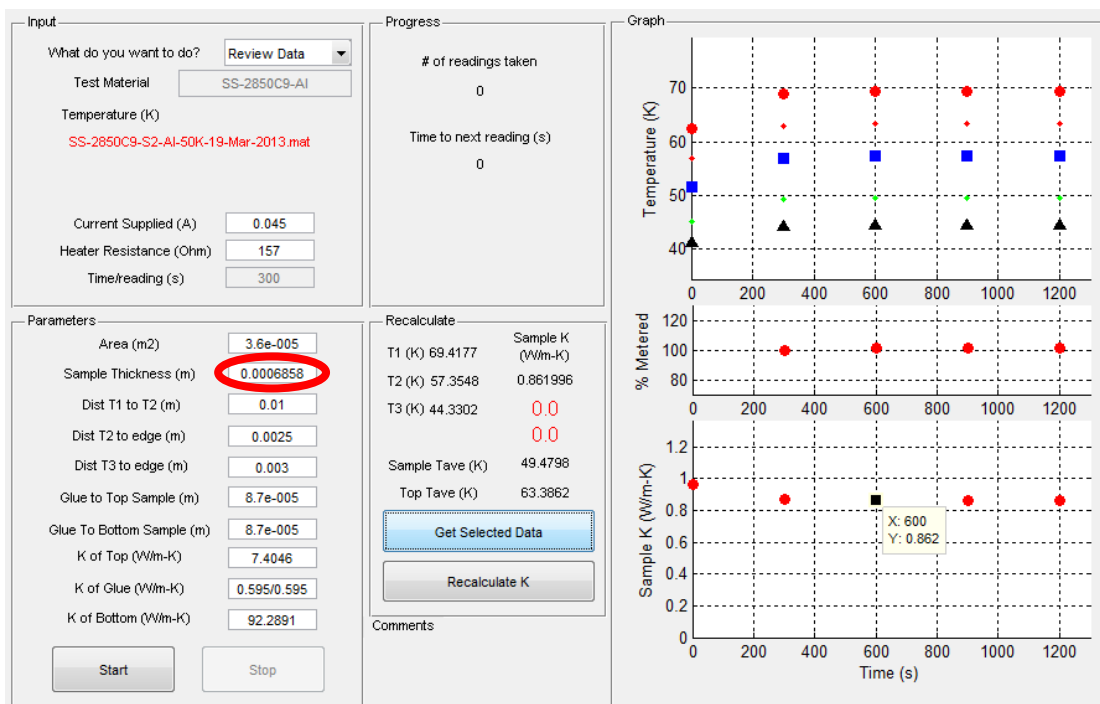 Input
What do you want to do? Review Data
Test Material SS-2850C9-Al
Temperature (K)
SS-2850C9-S2-Al-50K-19-Mar-2013.mat
Current Supplied (A) 0.045
Heater Resistance (Ohm) 157
Time/reading (s) 300
Parameters
Area (m2) 3.6e-005
Sample Thickness (m) 0.0006858
Dist T1 to T2 (m) 0.01
Dist T2 to edge (m) 0.0025
Dist T3 to edge (m) 0.003
Glue to Top Sample (m) 8.7e-005
Glue To Bottom Sample (m) 8.7e-005
K of Top (W/m-K) 7.4046
K of Glue (W/m-K) 0.595/0.595
K of Bottom (W/m-K) 92.2891
Start Stop
Progress
# of readings taken
0
Time to next reading (s)
0
Recalculate
Sample K
(W/m-K)
T1 (K) 69.4177
T2 (K) 57.3548 0.861996
T3 (K) 44.3302 0.0
0.0
Sample Tave (K) 49.4798
Top Tave (K) 63.3862
Get Selected Data
Recalculate K
Comments
Graph
Temperature (K)
70
60
50
40
0 200 400 600 800 1000 1200
% Metered
120
100
80
0 200 400 600 800 1000 1200
Sample K (W/m-K)
1.2
1
0.8
0.6
0.4
0.2
0
X: 600
Y: 0.862
0 200 400 600 800 1000 1200
Time (s)